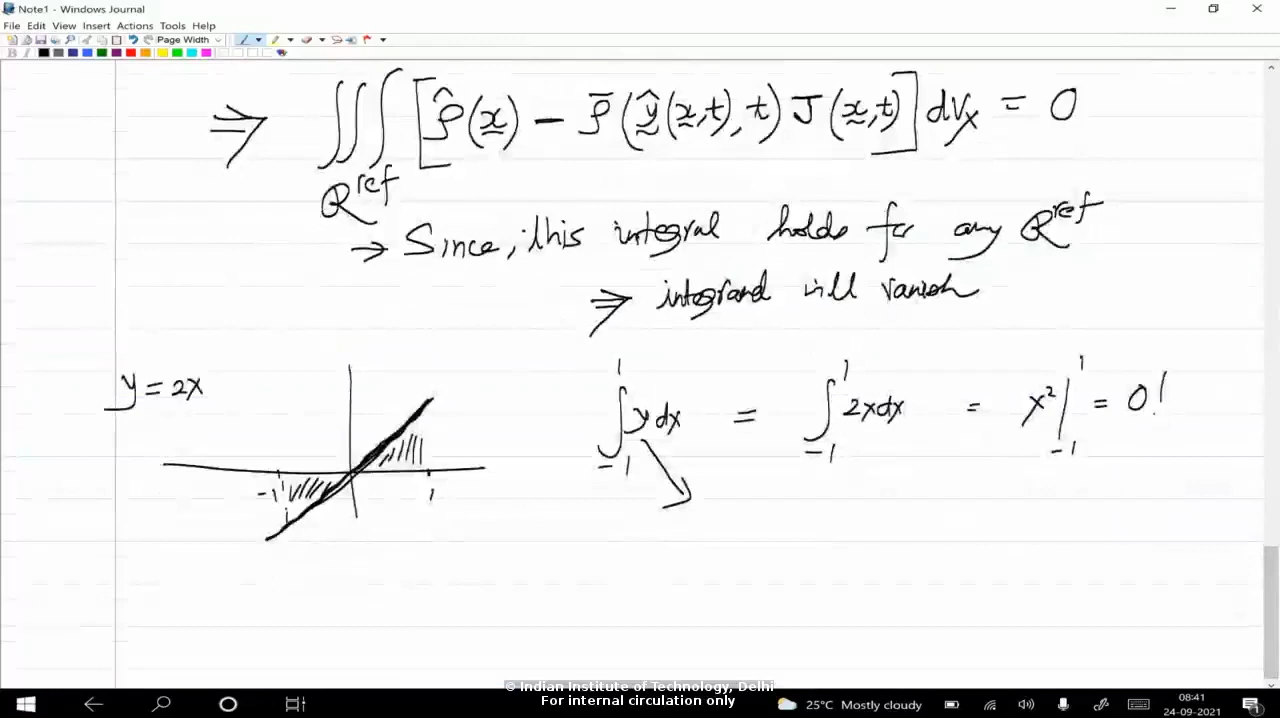 Note1 - Windows Journal
File Edit View Insert Actions Tools Help
Page Width
B I
⇒ ∭_{R^{ref}} [ρ̂(x̰) − ρ̄(ŷ̰(x̰,t), t) J(x̰,t)] dV_x = 0
→ Since, this integral holds for any R^{ref}
⇒ integrand will vanish
y = 2x
∫_{-1}^{1} y dx = ∫_{-1}^{1} 2x dx = x²|_{-1}^{1} = 0!
-1 1
© Indian Institute of Technology, Delhi
For internal circulation only
25°C Mostly cloudy
08:41
24-09-2021
1